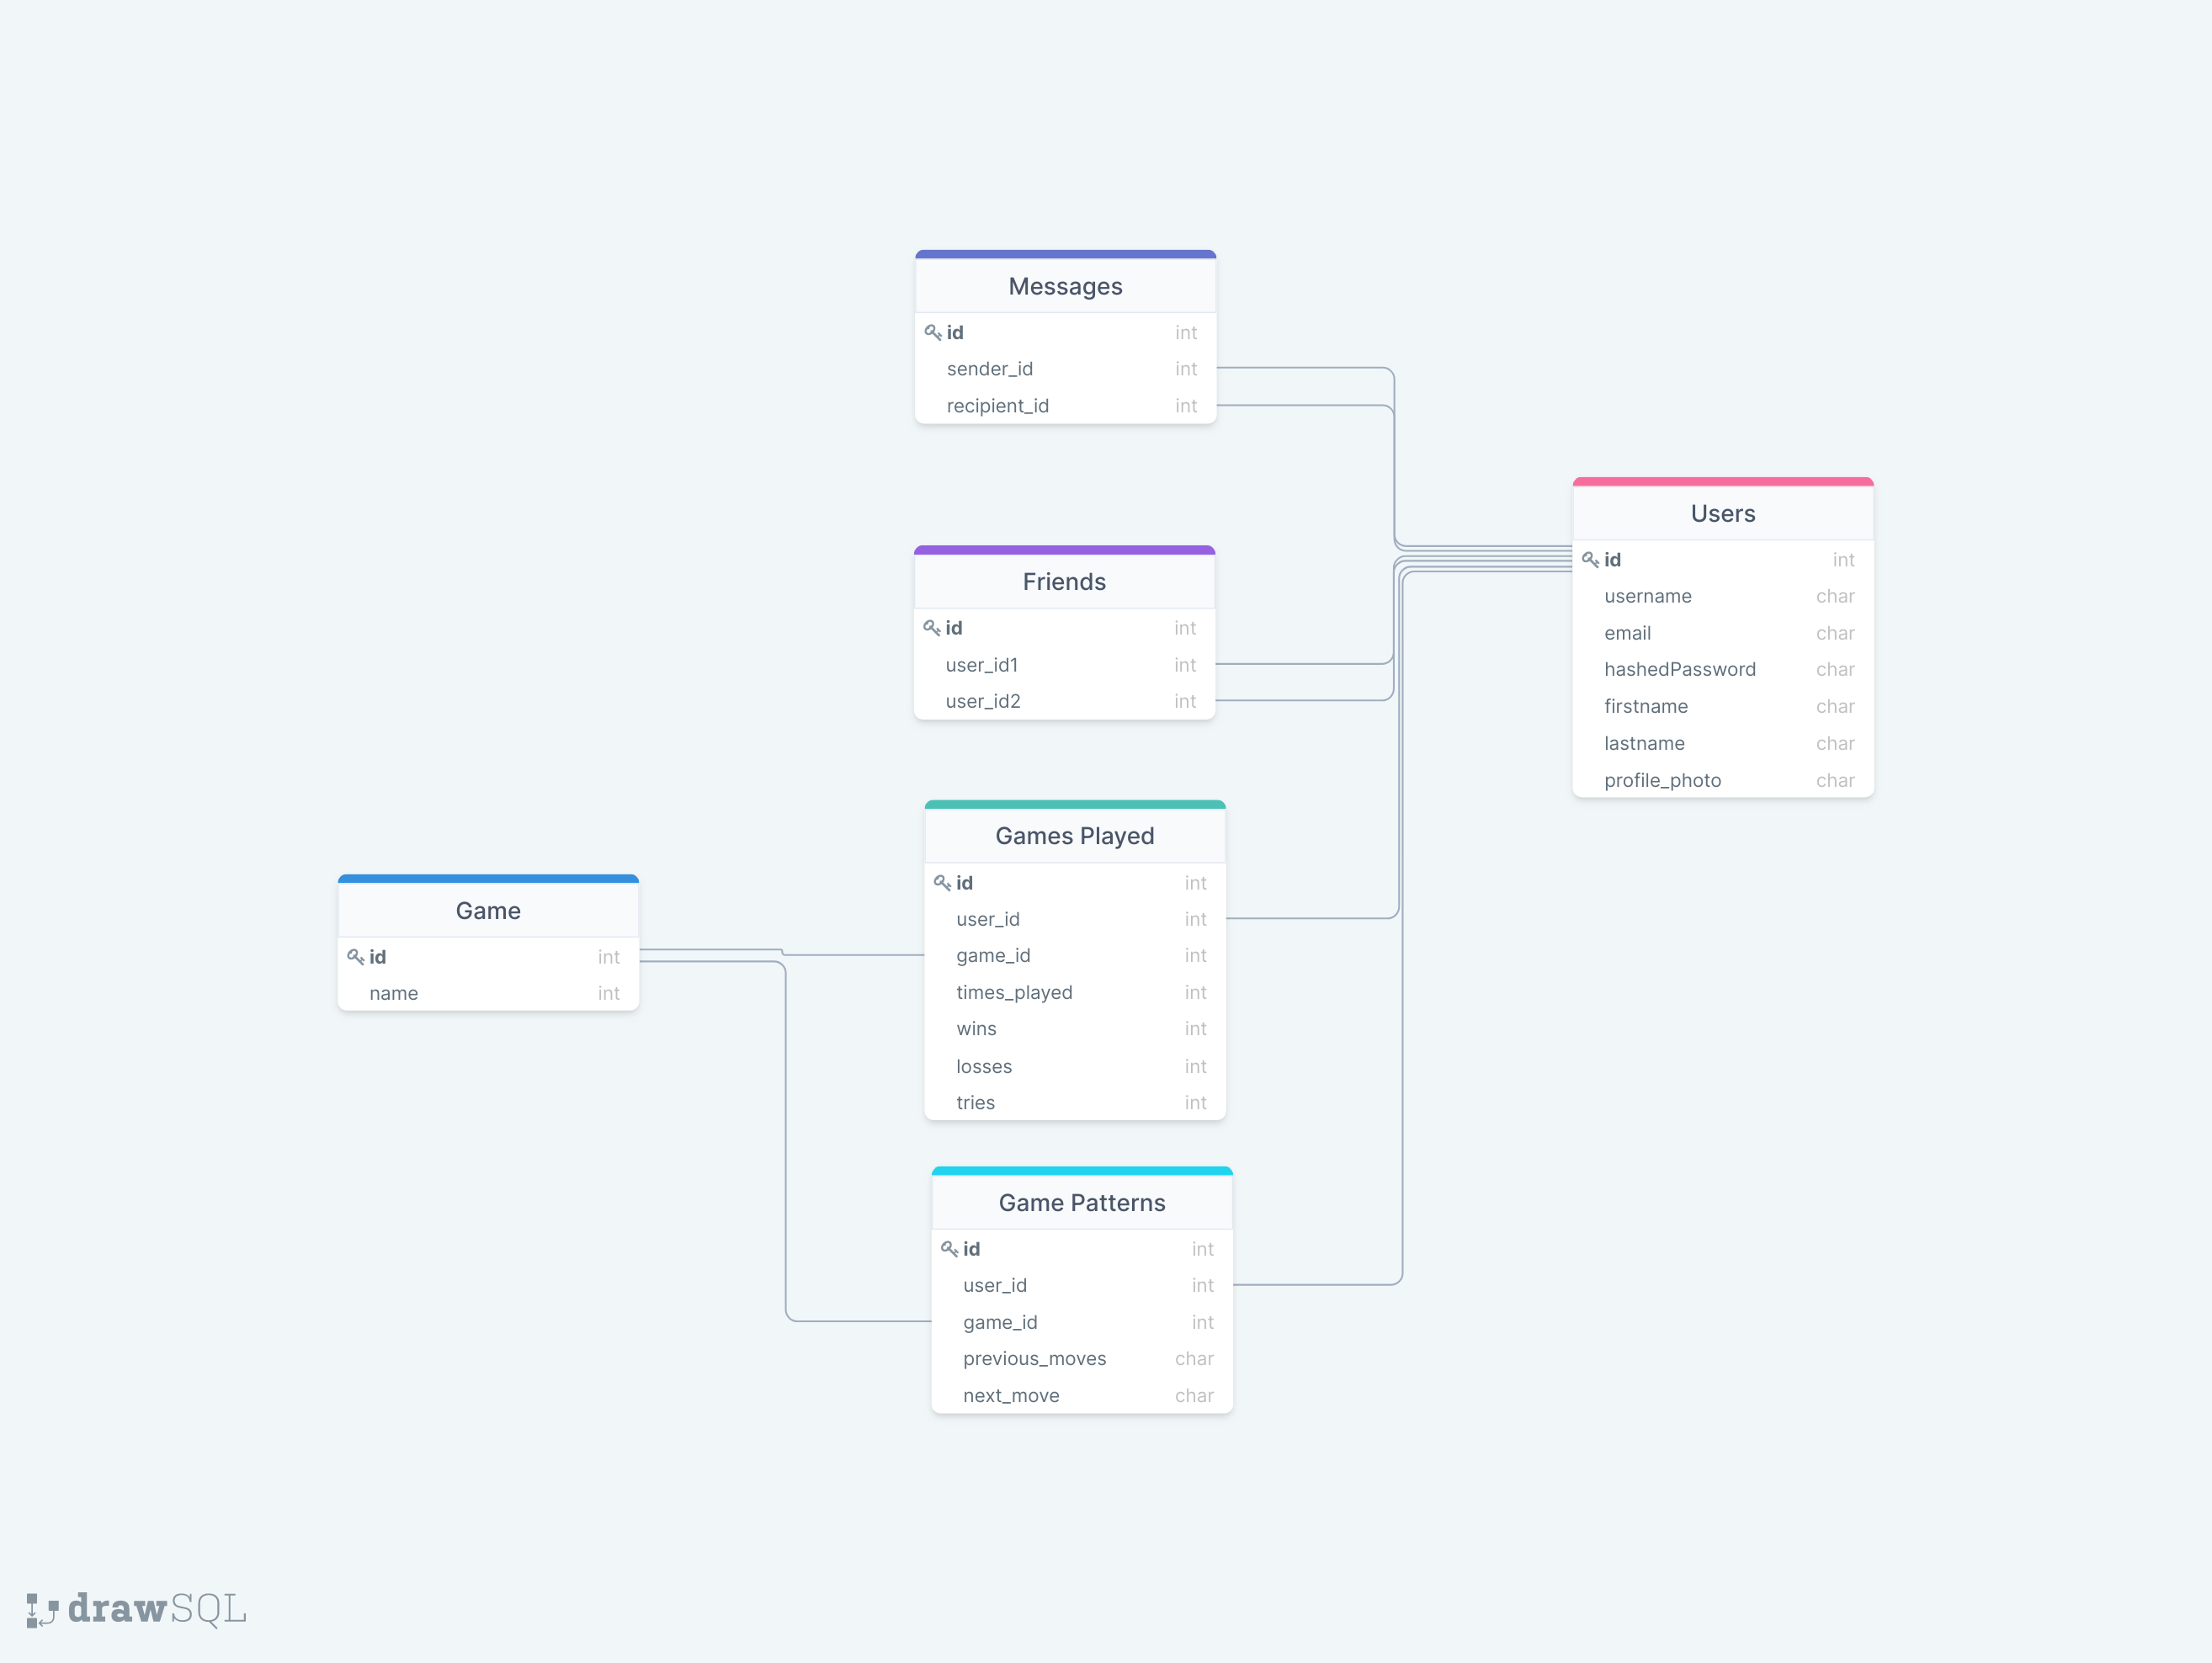 Messages
id int
sender_id int
recipient_id int
Users
id int
username char
email char
hashedPassword char
firstname char
lastname char
profile_photo char
Friends
id int
user_id1 int
user_id2 int
Games Played
id int
user_id int
game_id int
times_played int
wins int
losses int
tries int
Game
id int
name int
Game Patterns
id int
user_id int
game_id int
previous_moves char
next_move char
drawSQL